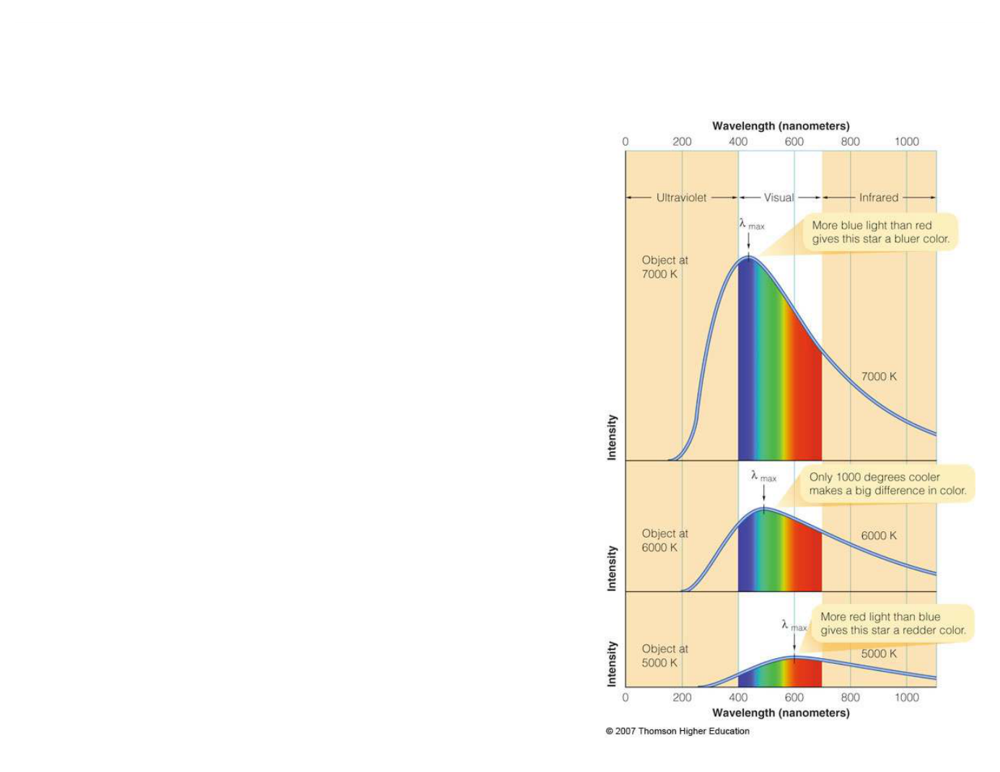 Wavelength (nanometers)
0 200 400 600 800 1000
Ultraviolet Visual Infrared
λ max
More blue light than red
gives this star a bluer color.
Object at
7000 K
7000 K
Intensity
λ max
Only 1000 degrees cooler
makes a big difference in color.
Object at
6000 K
6000 K
Intensity
λ max
More red light than blue
gives this star a redder color.
Object at
5000 K
5000 K
Intensity
0 200 400 600 800 1000
Wavelength (nanometers)
© 2007 Thomson Higher Education